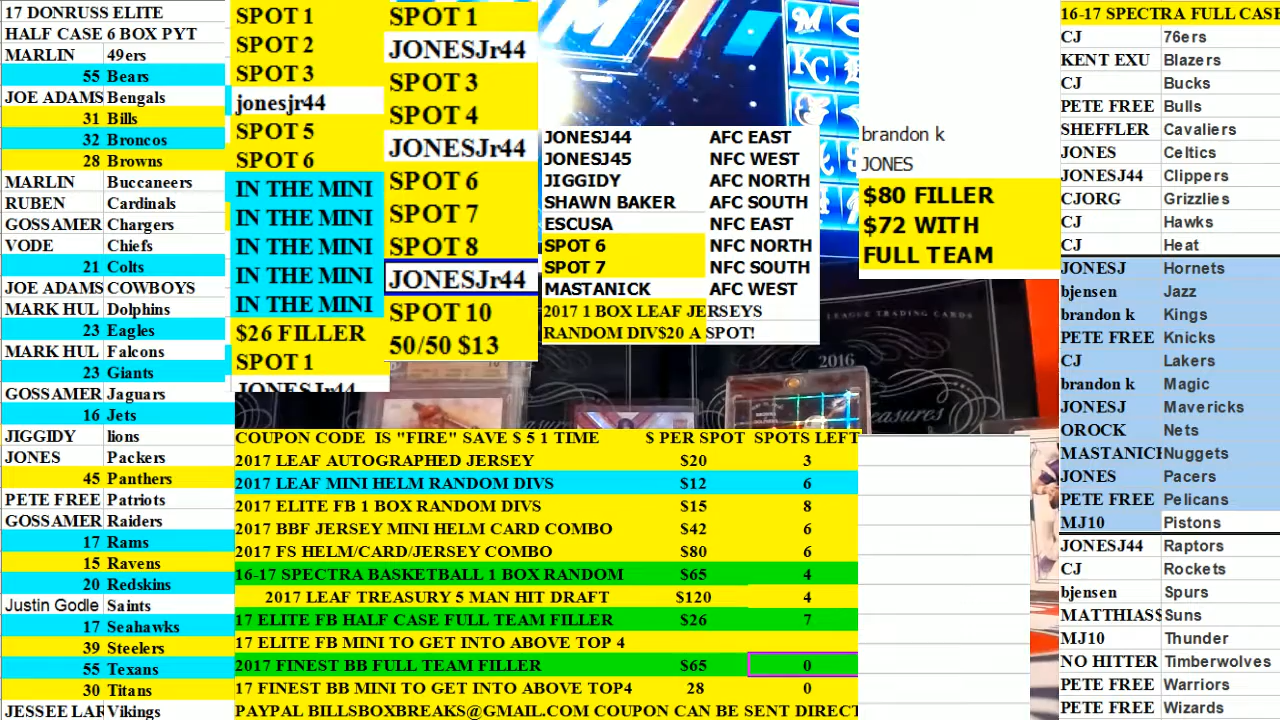 17 DONRUSS ELITE
HALF CASE 6 BOX PYT
MARLIN 49ers
55 Bears
JOE ADAMS Bengals
31 Bills
32 Broncos
28 Browns
MARLIN Buccaneers
RUBEN Cardinals
GOSSAMER Chargers
VODE Chiefs
21 Colts
JOE ADAMS COWBOYS
MARK HUL Dolphins
23 Eagles
MARK HUL Falcons
23 Giants
GOSSAMER Jaguars
16 Jets
JIGGIDY lions
JONES Packers
45 Panthers
PETE FREE Patriots
GOSSAMER Raiders
17 Rams
15 Ravens
20 Redskins
Justin Godle Saints
17 Seahawks
39 Steelers
55 Texans
30 Titans
JESSEE LAR Vikings
SPOT 1
SPOT 2
SPOT 3
jonesjr44
SPOT 5
SPOT 6
IN THE MINI
IN THE MINI
IN THE MINI
IN THE MINI
IN THE MINI
$26 FILLER
SPOT 1
JONESJr44
SPOT 1
JONESJr44
SPOT 3
SPOT 4
JONESJr44
SPOT 6
SPOT 7
SPOT 8
JONESJr44
SPOT 10
50/50 $13
KC
JONESJ44 AFC EAST
JONESJ45 NFC WEST
JIGGIDY AFC NORTH
SHAWN BAKER AFC SOUTH
ESCUSA NFC EAST
SPOT 6 NFC NORTH
SPOT 7 NFC SOUTH
MASTANICK AFC WEST
2017 1 BOX LEAF JERSEYS
RANDOM DIV$20 A SPOT!
brandon k
JONES
$80 FILLER
$72 WITH
FULL TEAM
LEAGUE TRADING CARDS
2016
easures
COUPON CODE IS "FIRE" SAVE $ 5 1 TIME $ PER SPOT SPOTS LEFT
2017 LEAF AUTOGRAPHED JERSEY $20 3
2017 LEAF MINI HELM RANDOM DIVS $12 6
2017 ELITE FB 1 BOX RANDOM DIVS $15 8
2017 BBF JERSEY MINI HELM CARD COMBO $42 6
2017 FS HELM/CARD/JERSEY COMBO $80 6
16-17 SPECTRA BASKETBALL 1 BOX RANDOM $65 4
2017 LEAF TREASURY 5 MAN HIT DRAFT $120 4
17 ELITE FB HALF CASE FULL TEAM FILLER $26 7
17 ELITE FB MINI TO GET INTO ABOVE TOP 4
2017 FINEST BB FULL TEAM FILLER $65 0
17 FINEST BB MINI TO GET INTO ABOVE TOP4 28 0
PAYPAL BILLSBOXBREAKS@GMAIL.COM COUPON CAN BE SENT DIRECT
16-17 SPECTRA FULL CASE
CJ 76ers
KENT EXU Blazers
CJ Bucks
PETE FREE Bulls
SHEFFLER Cavaliers
JONES Celtics
JONESJ44 Clippers
CJORG Grizzlies
CJ Hawks
CJ Heat
JONESJ Hornets
bjensen Jazz
brandon k Kings
PETE FREE Knicks
CJ Lakers
brandon k Magic
JONESJ Mavericks
OROCK Nets
MASTANICK Nuggets
JONES Pacers
PETE FREE Pelicans
MJ10 Pistons
JONESJ44 Raptors
CJ Rockets
bjensen Spurs
MATTHIAS$ Suns
MJ10 Thunder
NO HITTER Timberwolves
PETE FREE Warriors
PETE FREE Wizards